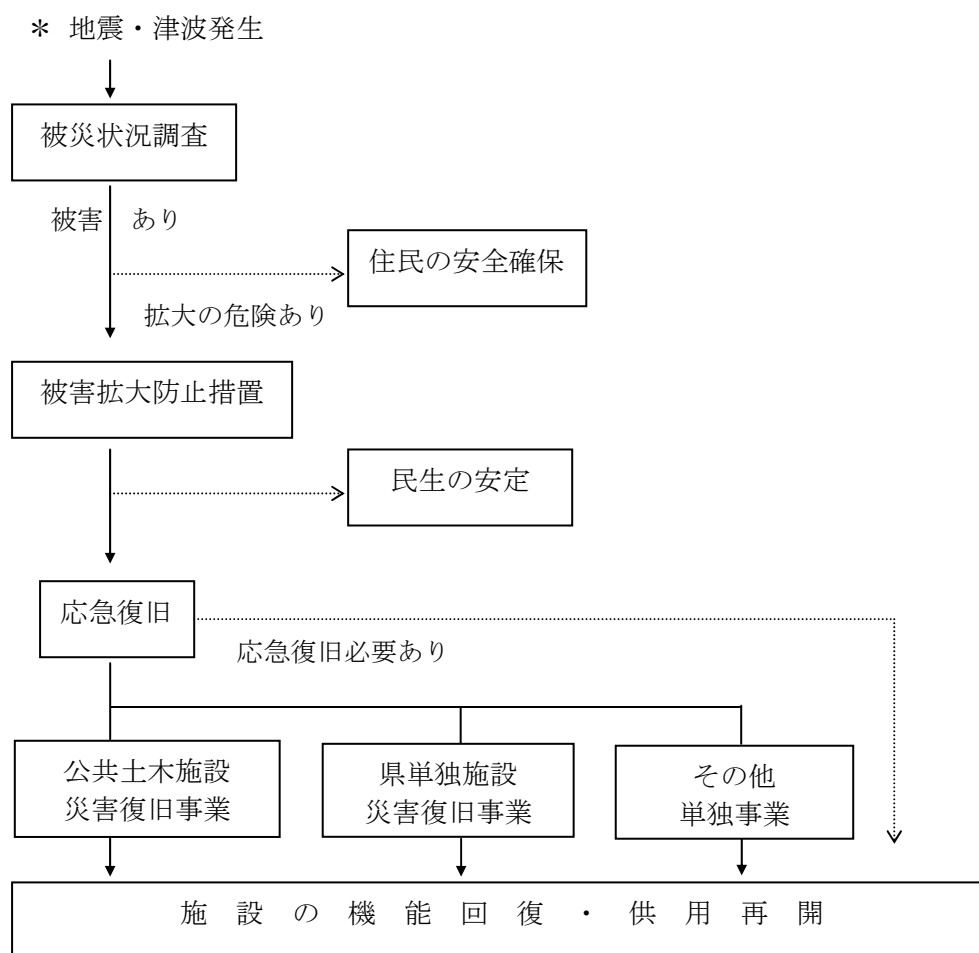 ＊ 地震・津波発生
被災状況調査
被害 あり
住民の安全確保
拡大の危険あり
被害拡大防止措置
民生の安定
応急復旧
応急復旧必要あり
公共土木施設
災害復旧事業
県単独施設
災害復旧事業
その他
単独事業
施設の機能回復・供用再開